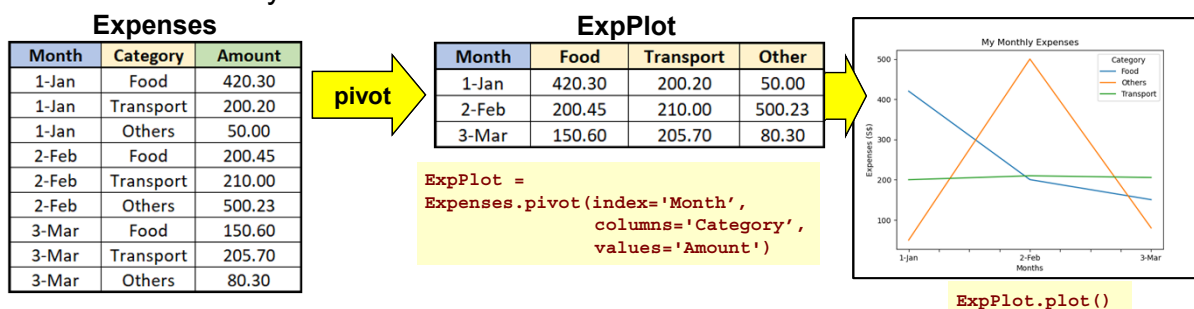 Expenses
Month Category Amount
1-Jan Food 420.30
1-Jan Transport 200.20
1-Jan Others 50.00
2-Feb Food 200.45
2-Feb Transport 210.00
2-Feb Others 500.23
3-Mar Food 150.60
3-Mar Transport 205.70
3-Mar Others 80.30
pivot
ExpPlot
Month Food Transport Other
1-Jan 420.30 200.20 50.00
2-Feb 200.45 210.00 500.23
3-Mar 150.60 205.70 80.30
ExpPlot =
Expenses.pivot(index='Month’,
columns='Category’,
values='Amount')
My Monthly Expenses
Category
Food
Others
Transport
Expenses (S$)
500
400
300
200
100
1-Jan 2-Feb 3-Mar
Months
ExpPlot.plot()